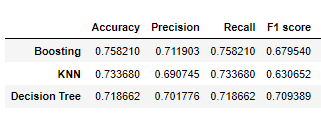 Accuracy Precision Recall F1 score
Boosting 0.758210 0.711903 0.758210 0.679540
KNN 0.733680 0.690745 0.733680 0.630652
Decision Tree 0.718662 0.701776 0.718662 0.709389